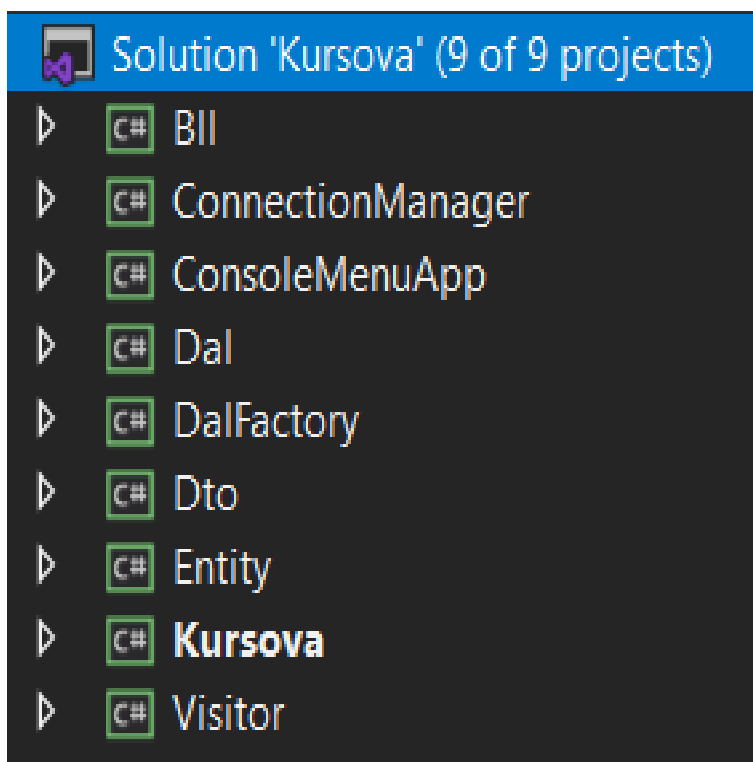 Solution 'Kursova' (9 of 9 projects)
C# Bll
C# ConnectionManager
C# ConsoleMenuApp
C# Dal
C# DalFactory
C# Dto
C# Entity
C# Kursova
C# Visitor